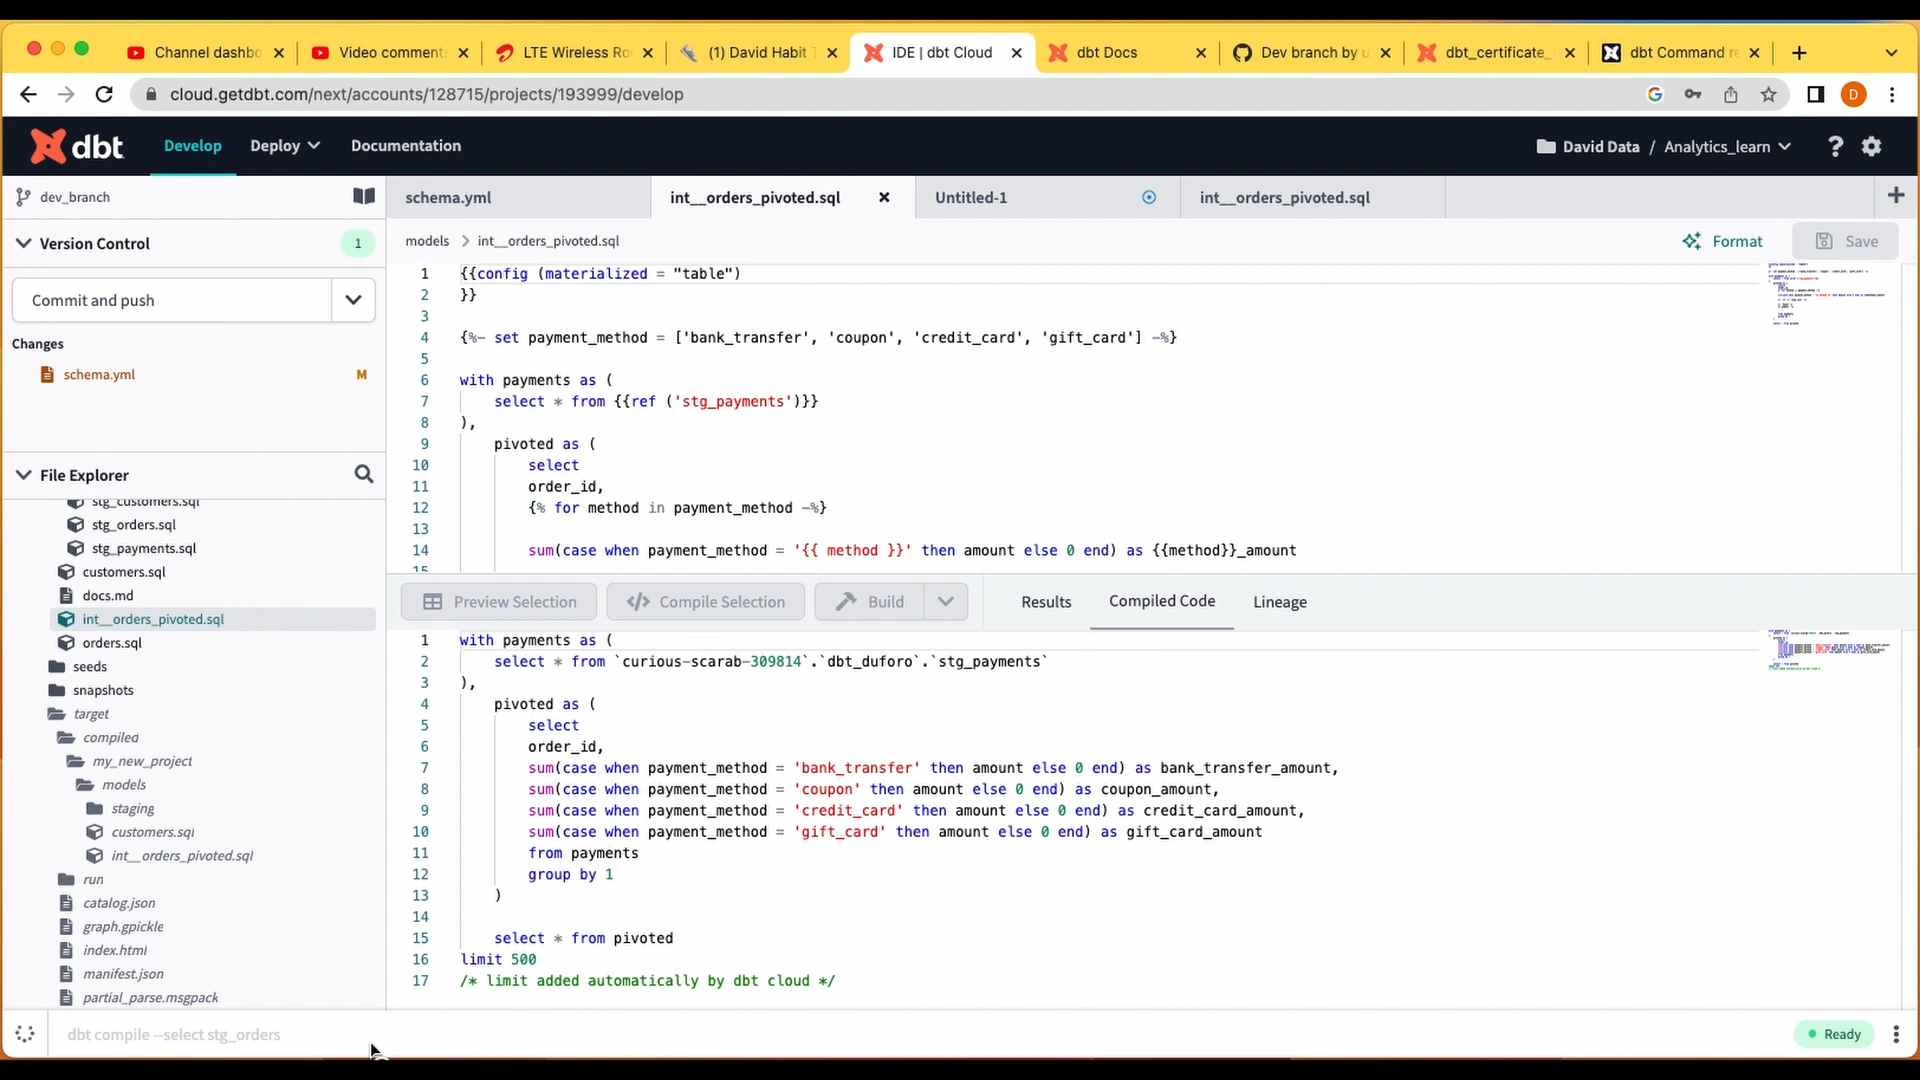 Channel dashbo
Video comment
LTE Wireless Ro
(1) David Habit T
IDE | dbt Cloud
dbt Docs
Dev branch by u
dbt_certificate_
dbt Command re
cloud.getdbt.com/next/accounts/128715/projects/193999/develop
D
dbt
Develop
Deploy
Documentation
David Data / Analytics_learn
dev_branch
schema.yml
int__orders_pivoted.sql
Untitled-1
int__orders_pivoted.sql
Version Control
1
models > int__orders_pivoted.sql
Format
Save
Commit and push
Changes
schema.yml
M
1 {{config (materialized = "table")
2 }}
3
4 {%- set payment_method = ['bank_transfer', 'coupon', 'credit_card', 'gift_card'] -%}
5
6 with payments as (
7 select * from {{ref ('stg_payments')}}
8 ),
9 pivoted as (
10 select
11 order_id,
12 {% for method in payment_method -%}
13
14 sum(case when payment_method = '{{ method }}' then amount else 0 end) as {{method}}_amount
15
File Explorer
stg_customers.sql
stg_orders.sql
stg_payments.sql
customers.sql
docs.md
int__orders_pivoted.sql
orders.sql
seeds
snapshots
target
compiled
my_new_project
models
staging
customers.sql
int__orders_pivoted.sql
run
catalog.json
graph.gpickle
index.html
manifest.json
partial_parse.msgpack
Preview Selection
Compile Selection
Build
Results
Compiled Code
Lineage
1 with payments as (
2 select * from `curious-scarab-309814`.`dbt_duforo`.`stg_payments`
3 ),
4 pivoted as (
5 select
6 order_id,
7 sum(case when payment_method = 'bank_transfer' then amount else 0 end) as bank_transfer_amount,
8 sum(case when payment_method = 'coupon' then amount else 0 end) as coupon_amount,
9 sum(case when payment_method = 'credit_card' then amount else 0 end) as credit_card_amount,
10 sum(case when payment_method = 'gift_card' then amount else 0 end) as gift_card_amount
11 from payments
12 group by 1
13 )
14
15 select * from pivoted
16 limit 500
17 /* limit added automatically by dbt cloud */
dbt compile --select stg_orders
Ready